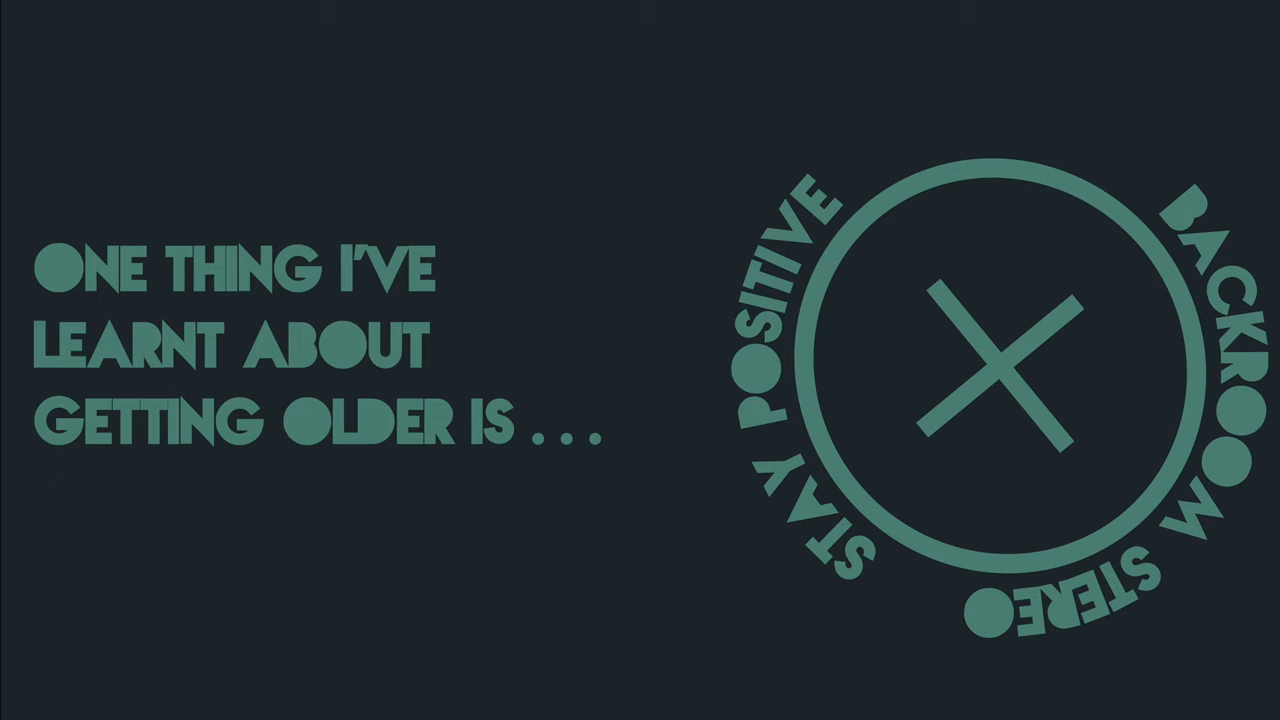 ONE THING I'VE
LEARNT ABOUT
GETTING OLDER IS . . .
STAY POSITIVE
BACKROOM STEREO